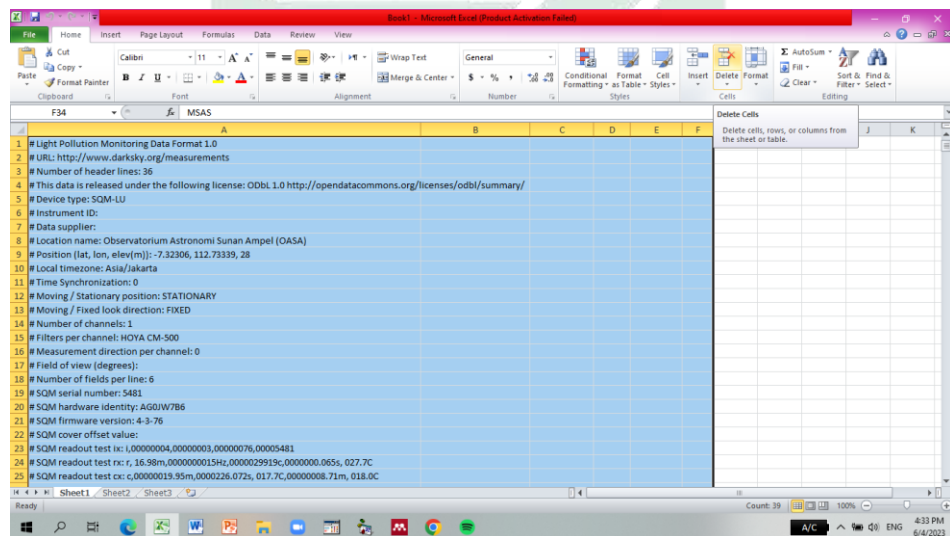 Book1 - Microsoft Excel (Product Activation Failed)
File Home Insert Page Layout Formulas Data Review View
Cut
Copy
Format Painter
Paste
Clipboard
Calibri 11
B I U
Font
Wrap Text
Merge & Center
Alignment
General
$ % ,
Number
Conditional Formatting
Format as Table
Cell Styles
Styles
Insert Delete Format
Cells
AutoSum
Fill
Clear
Sort & Filter
Find & Select
Editing
F34 fx MSAS
Delete Cells
Delete cells, rows, or columns from
the sheet or table.
A B C D E F J K
1 # Light Pollution Monitoring Data Format 1.0
2 # URL: http://www.darksky.org/measurements
3 # Number of header lines: 36
4 # This data is released under the following license: ODbL 1.0 http://opendatacommons.org/licenses/odbl/summary/
5 # Device type: SQM-LU
6 # Instrument ID:
7 # Data supplier:
8 # Location name: Observatorium Astronomi Sunan Ampel (OASA)
9 # Position (lat, lon, elev(m)): -7.32306, 112.73339, 28
10 # Local timezone: Asia/Jakarta
11 # Time Synchronization: 0
12 # Moving / Stationary position: STATIONARY
13 # Moving / Fixed look direction: FIXED
14 # Number of channels: 1
15 # Filters per channel: HOYA CM-500
16 # Measurement direction per channel: 0
17 # Field of view (degrees):
18 # Number of fields per line: 6
19 # SQM serial number: 5481
20 # SQM hardware identity: AG0JW7B6
21 # SQM firmware version: 4-3-76
22 # SQM cover offset value:
23 # SQM readout test ix: i,00000004,00000003,00000076,00005481
24 # SQM readout test rx: r, 16.98m,0000000015Hz,0000029919c,0000000.065s, 027.7C
25 # SQM readout test cx: c,00000019.95m,0000226.072s, 017.7C,00000008.71m, 018.0C
Sheet1 Sheet2 Sheet3
Ready Count: 39 100%
A/C ENG 4:33 PM
6/4/2023